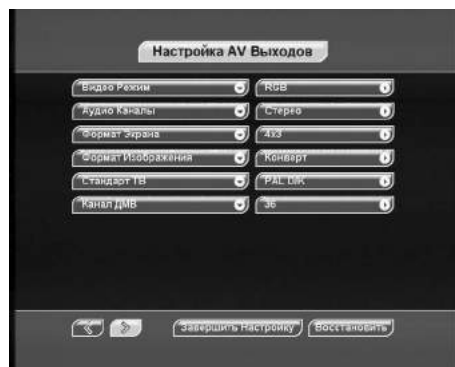 Настройка AV Выходов
Видео Режим RGB
Аудио Каналы Стерео
Формат Экрана 4x3
Формат Изображения Конверт
Стандарт ТВ PAL D/K
Канал ДМВ 36
Завершить Настройку Восстановить